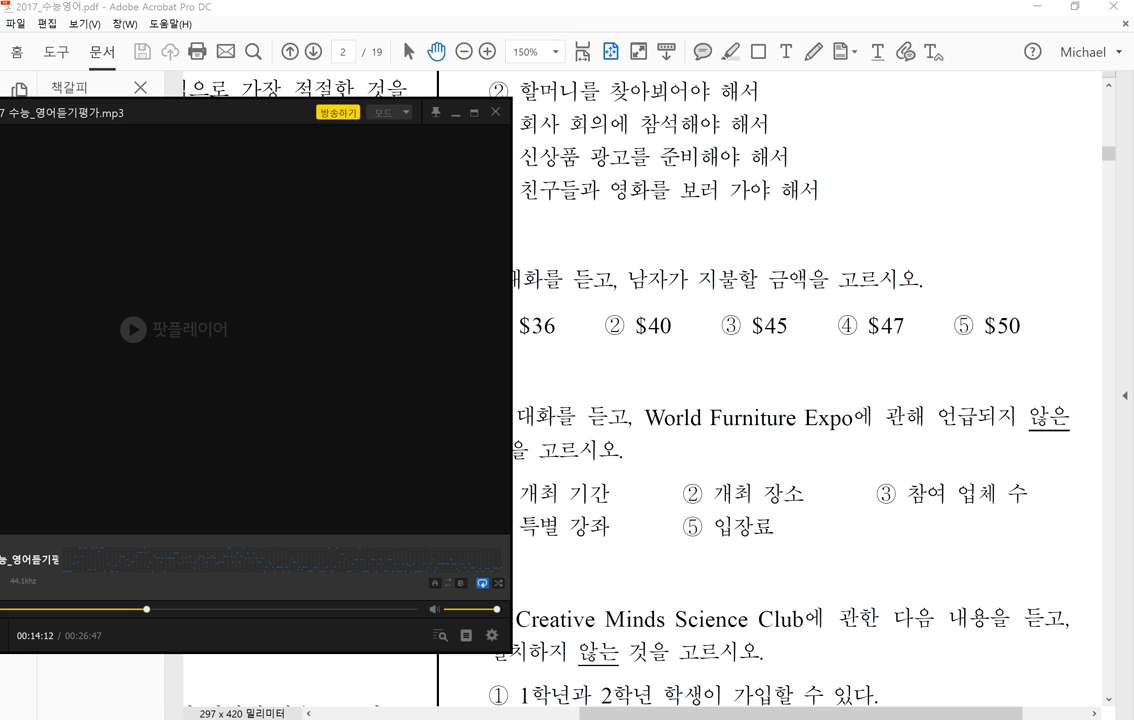 2017_수능영어.pdf - Adobe Acrobat Pro DC
파일 편집 보기(V) 창(W) 도움말(H)
홈 도구 문서 2 / 19 150% Michael
책갈피
으로 가장 적절한 것을
7 수능_영어듣기평가.mp3 방송하기 모드
팟플레이어
능_영어듣기평
44.1khz
A B
00:14:12 / 00:26:47
② 할머니를 찾아뵈어야 해서
회사 회의에 참석해야 해서
신상품 광고를 준비해야 해서
친구들과 영화를 보러 가야 해서
대화를 듣고, 남자가 지불할 금액을 고르시오.
$36 ② $40 ③ $45 ④ $47 ⑤ $50
대화를 듣고, World Furniture Expo에 관해 언급되지 않은
을 고르시오.
개최 기간 ② 개최 장소 ③ 참여 업체 수
특별 강좌 ⑤ 입장료
Creative Minds Science Club에 관한 다음 내용을 듣고,
치하지 않는 것을 고르시오.
① 1학년과 2학년 학생이 가입할 수 있다.
297 x 420 밀리미터